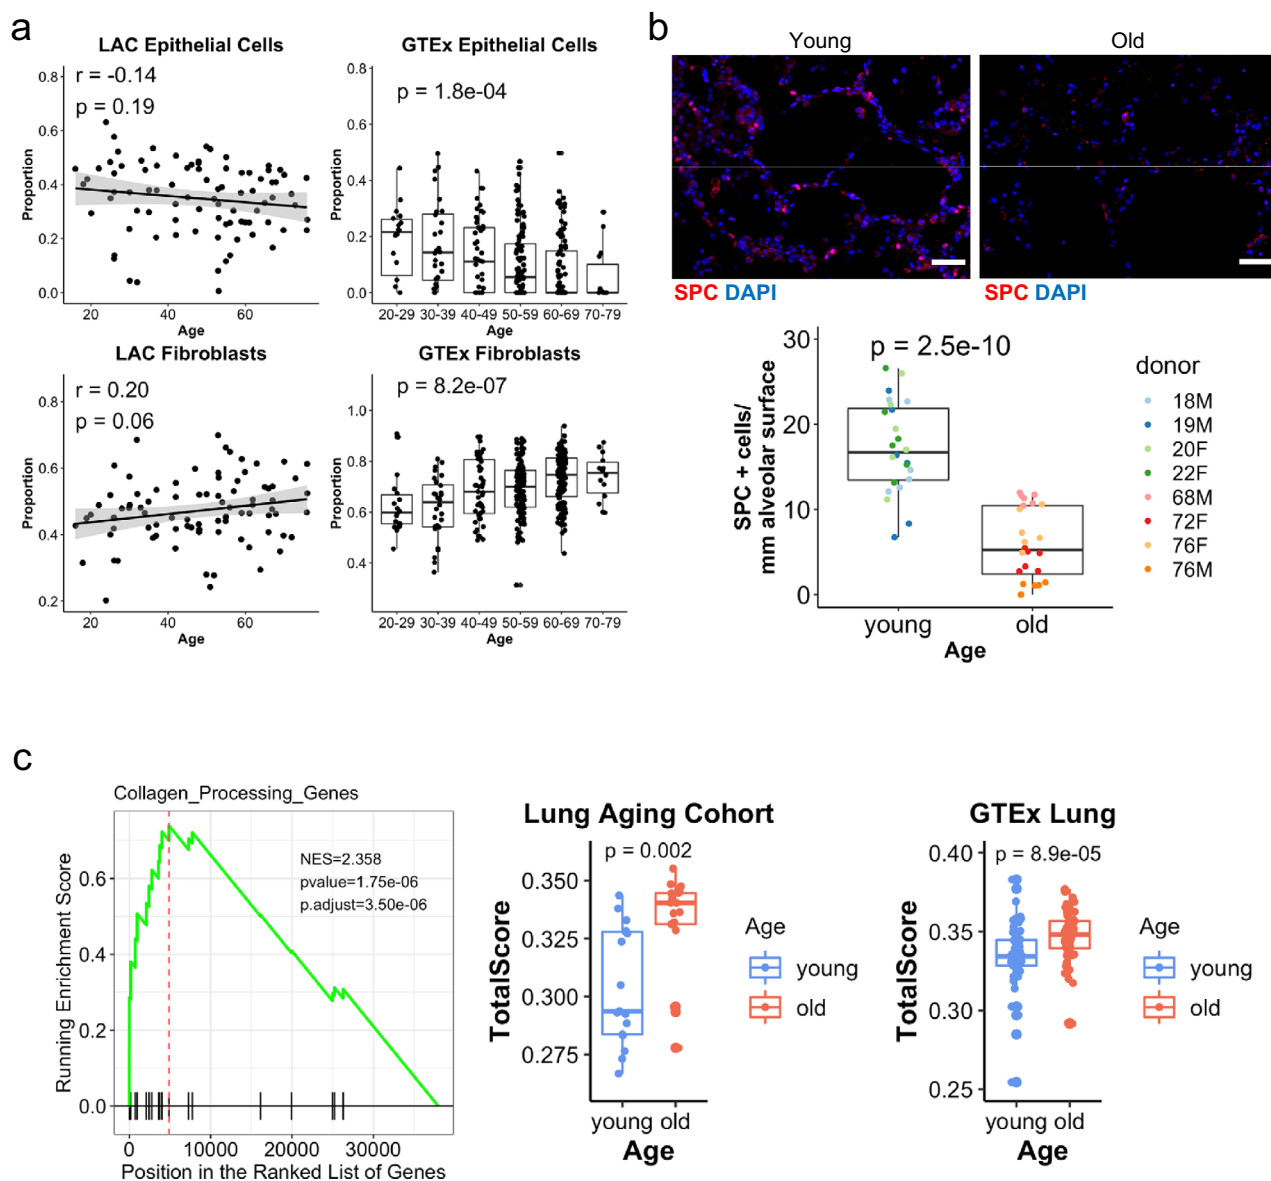 a
LAC Epithelial Cells
r = -0.14
p = 0.19
Proportion
0.8
0.6
0.4
0.2
0.0
20
40
60
Age
GTEx Epithelial Cells
p = 1.8e-04
Proportion
0.8
0.6
0.4
0.2
0.0
20-29 30-39 40-49 50-59 60-69 70-79
Age
LAC Fibroblasts
r = 0.20
p = 0.06
Proportion
0.8
0.6
0.4
0.2
20
40
60
Age
GTEx Fibroblasts
p = 8.2e-07
Proportion
1.0
0.8
0.6
0.4
20-29 30-39 40-49 50-59 60-69 70-79
Age
b
Young
Old
SPC DAPI
SPC DAPI
p = 2.5e-10
SPC + cells/
mm alveolar surface
30
20
10
0
young
old
Age
donor
18M
19M
20F
22F
68M
72F
76F
76M
c
Collagen_Processing_Genes
NES=2.358
pvalue=1.75e-06
p.adjust=3.50e-06
Running Enrichment Score
0.6
0.4
0.2
0.0
0
10000
20000
30000
Position in the Ranked List of Genes
Lung Aging Cohort
p = 0.002
TotalScore
0.350
0.325
0.300
0.275
young old
Age
Age
young
old
GTEx Lung
p = 8.9e-05
TotalScore
0.40
0.35
0.30
0.25
young old
Age
Age
young
old